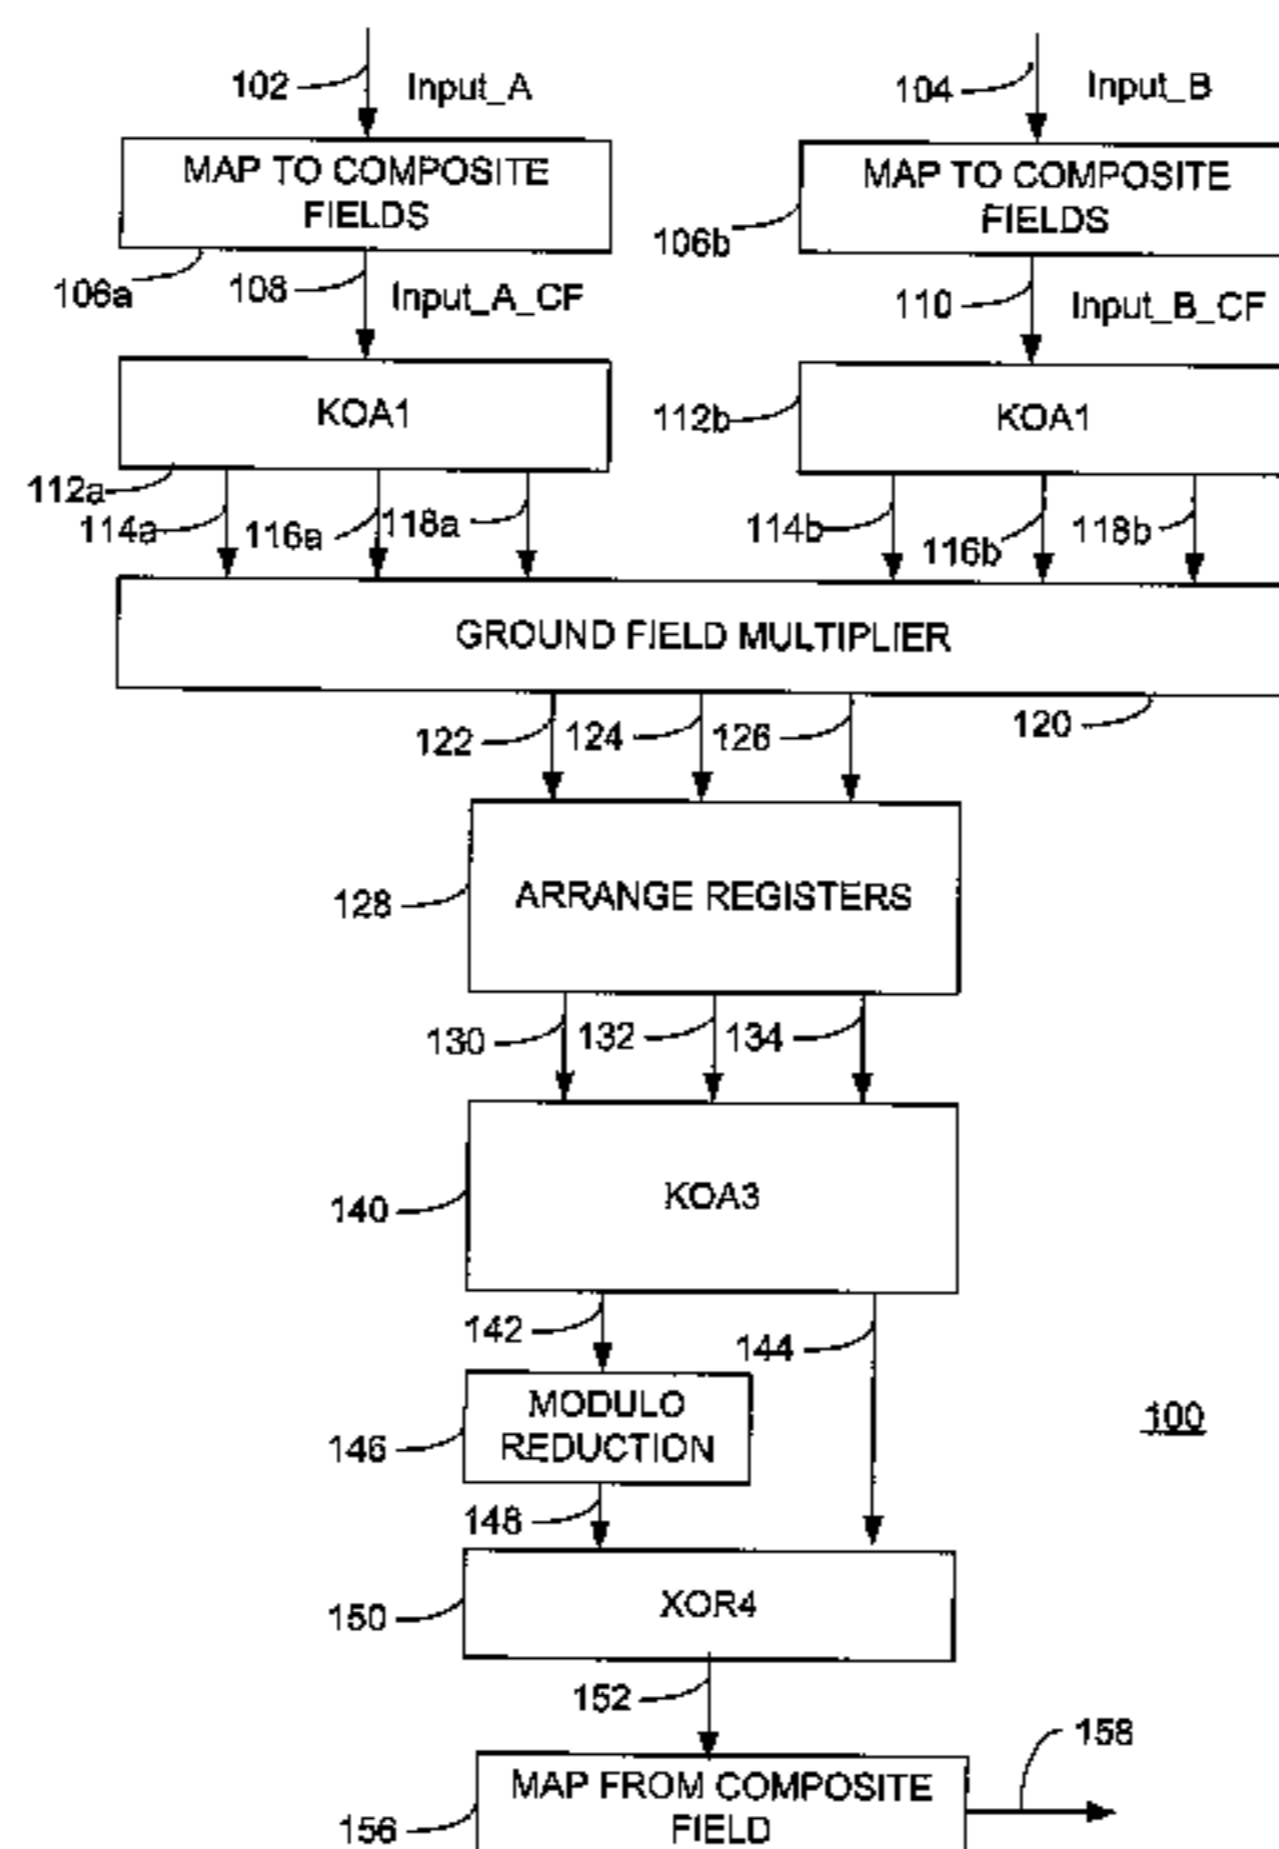 102 Input_A 104 Input_B
MAP TO COMPOSITE
FIELDS
MAP TO COMPOSITE
FIELDS
106a 108 Input_A_CF 106b 110 Input_B_CF
KOA1
112b KOA1
112a
114a 116a 118a 114b 116b 118b
GROUND FIELD MULTIPLIER
122 124 126 120
128 ARRANGE REGISTERS
130 132 134
140 KOA3
142 144
146 MODULO
REDUCTION
100
148
150 XOR4
152
158
156 MAP FROM COMPOSITE
FIELD